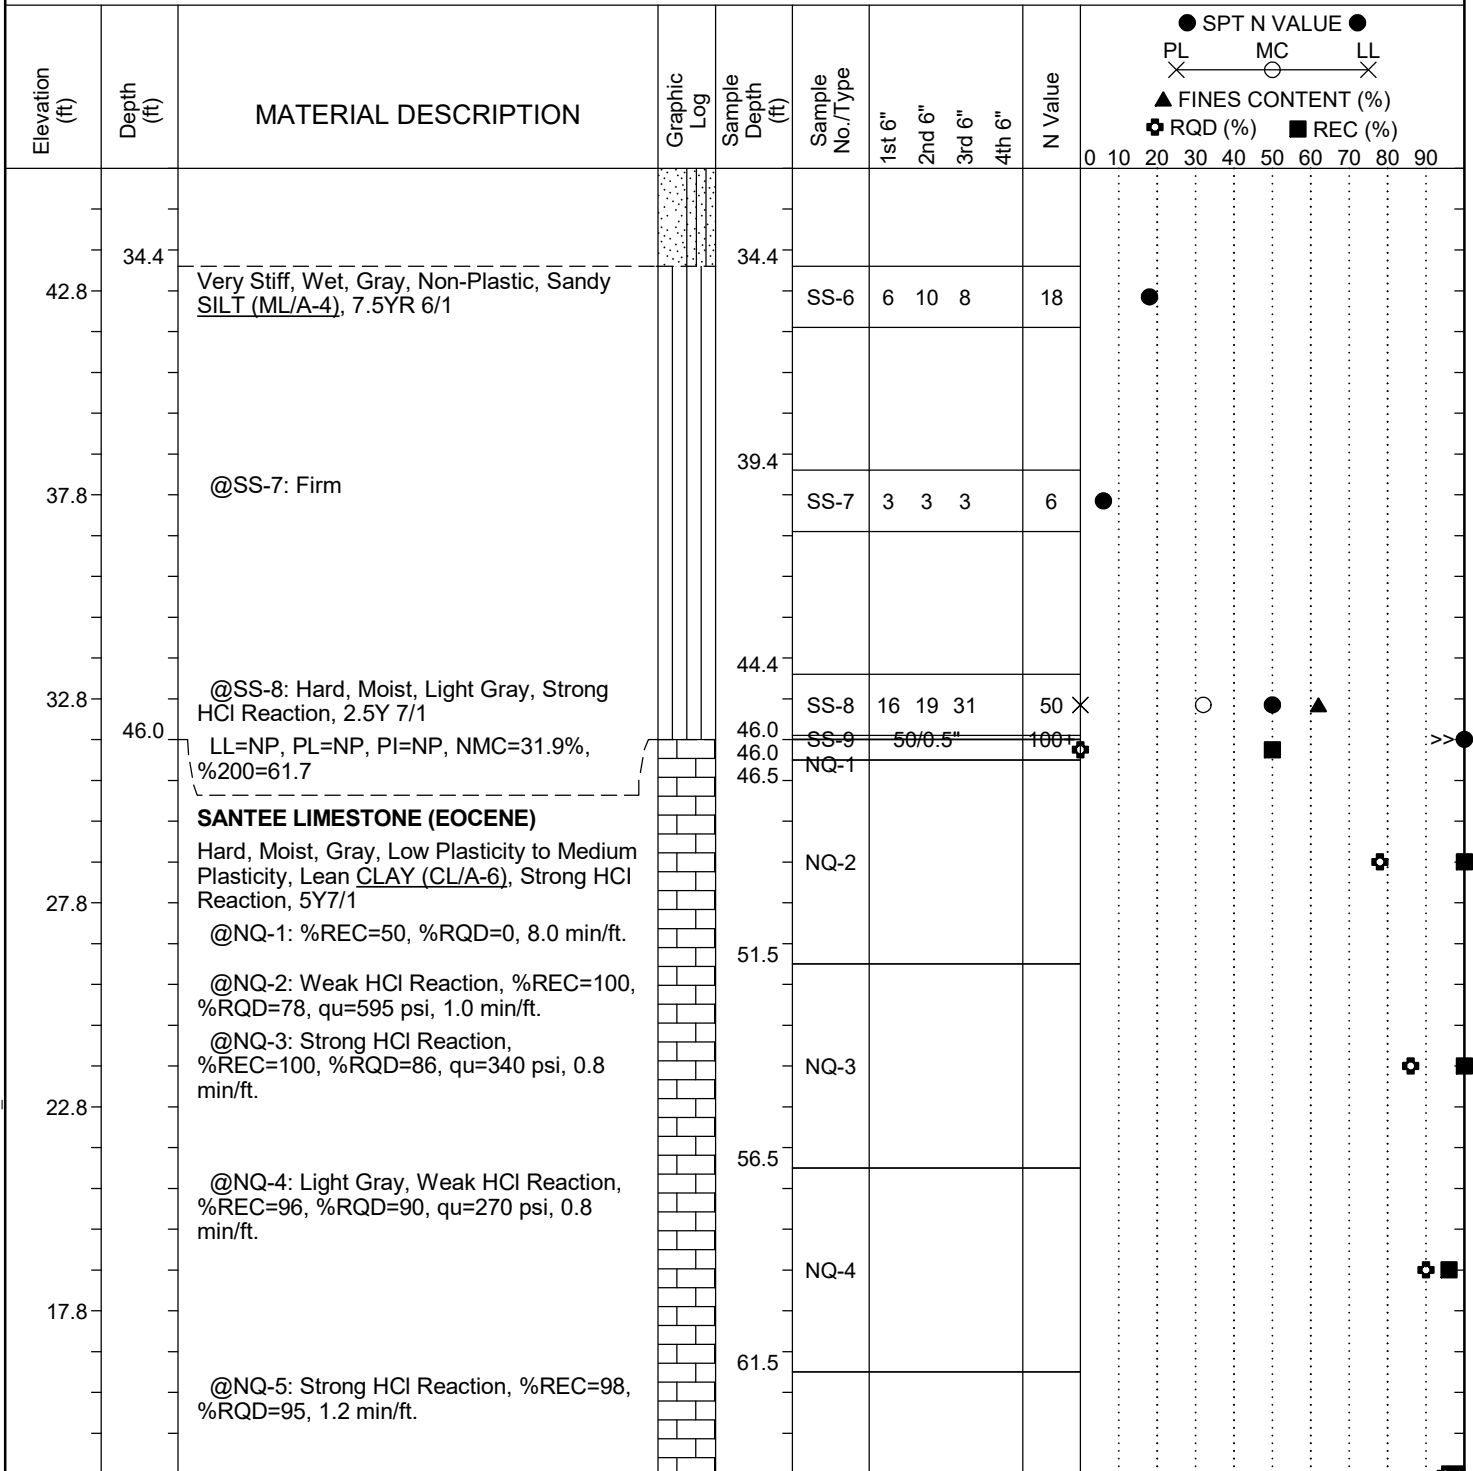 ● SPT N VALUE ●
PL MC LL
▲ FINES CONTENT (%)
RQD (%) ■ REC (%)
Elevation (ft)
Depth (ft)
MATERIAL DESCRIPTION
Graphic Log
Sample Depth (ft)
Sample No./Type
1st 6"
2nd 6"
3rd 6"
4th 6"
N Value
0 10 20 30 40 50 60 70 80 90
34.4 34.4
Very Stiff, Wet, Gray, Non-Plastic, Sandy
42.8 SS-6 6 10 8 18
SILT (ML/A-4), 7.5YR 6/1
39.4
@SS-7: Firm
37.8 SS-7 3 3 3 6
44.4
@SS-8: Hard, Moist, Light Gray, Strong
32.8 SS-8 16 19 31 50
HCl Reaction, 2.5Y 7/1
46.0 46.0
SS-9 50/0.5" 100+ >>
LL=NP, PL=NP, PI=NP, NMC=31.9%,
46.0
NQ-1
%200=61.7
46.5
SANTEE LIMESTONE (EOCENE)
Hard, Moist, Gray, Low Plasticity to Medium
NQ-2
Plasticity, Lean CLAY (CL/A-6), Strong HCl
Reaction, 5Y7/1
27.8
@NQ-1: %REC=50, %RQD=0, 8.0 min/ft.
51.5
@NQ-2: Weak HCl Reaction, %REC=100,
%RQD=78, qu=595 psi, 1.0 min/ft.
@NQ-3: Strong HCl Reaction,
%REC=100, %RQD=86, qu=340 psi, 0.8
NQ-3
min/ft.
22.8
56.5
@NQ-4: Light Gray, Weak HCl Reaction,
%REC=96, %RQD=90, qu=270 psi, 0.8
min/ft.
NQ-4
17.8
61.5
@NQ-5: Strong HCl Reaction, %REC=98,
%RQD=95, 1.2 min/ft.